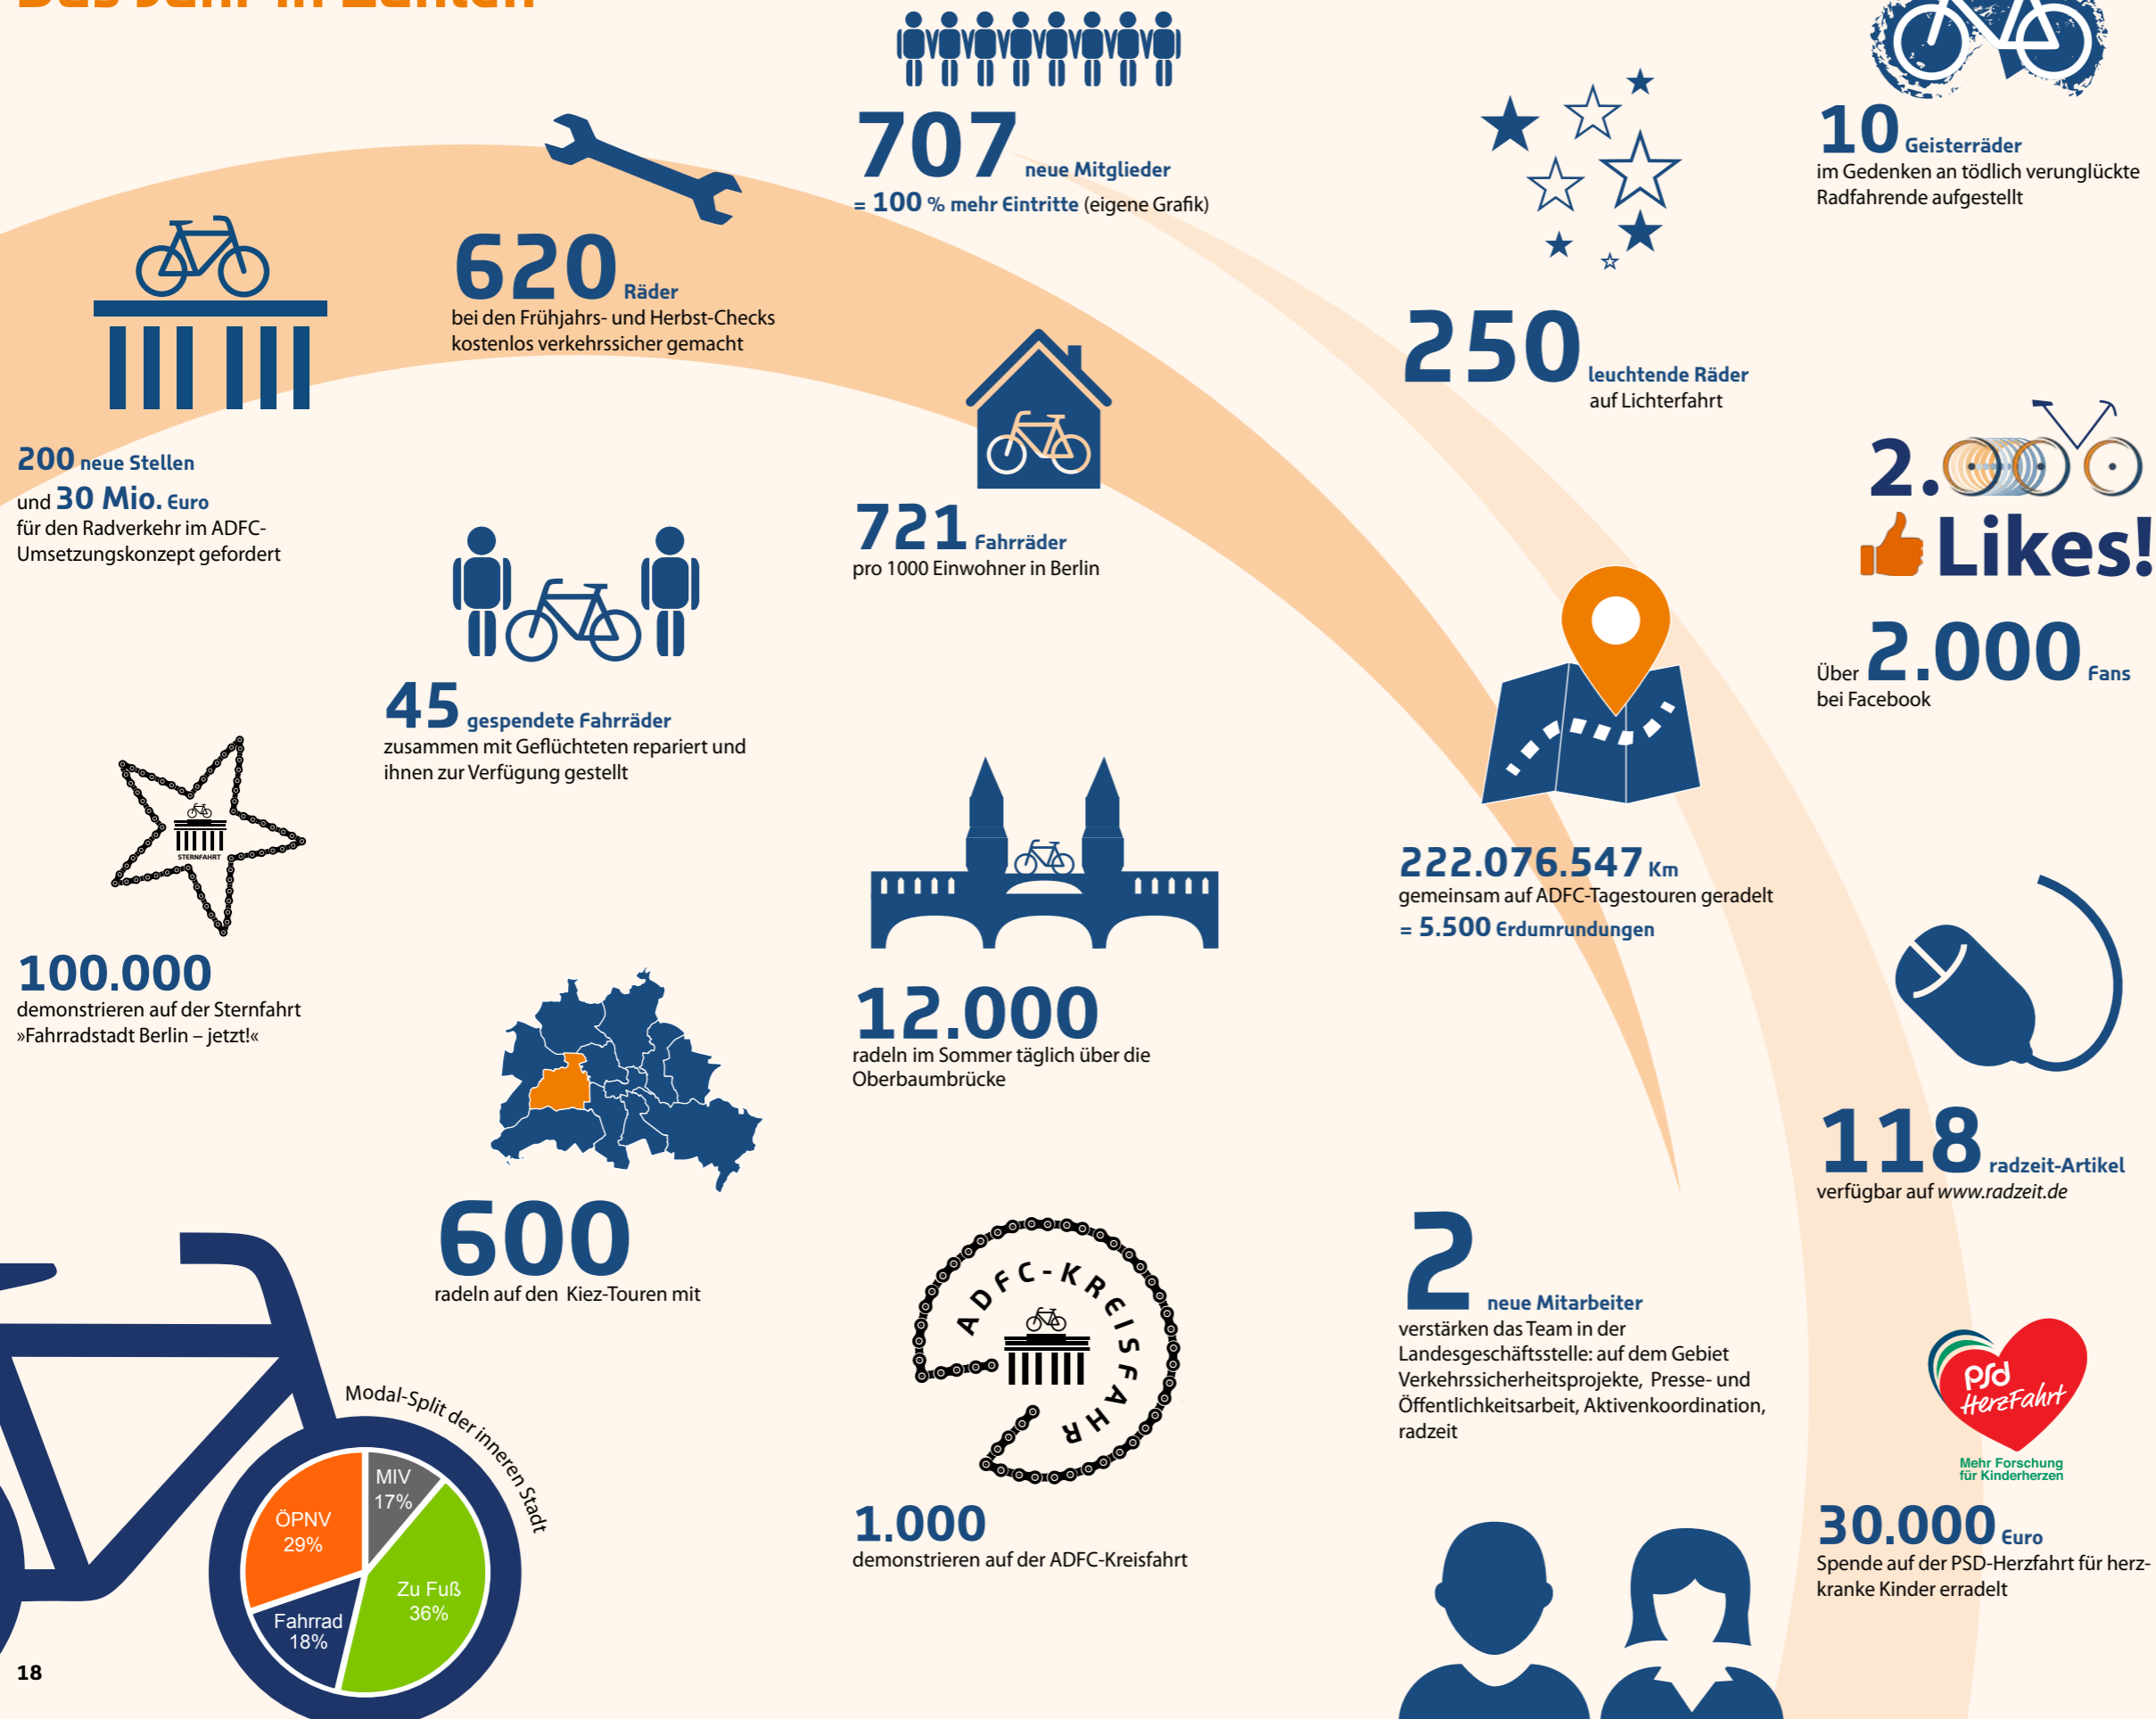 Das Jahr in Zahlen
200 neue Stellen
und 30 Mio. Euro
für den Radverkehr im ADFC-
Umsetzungskonzept gefordert
STERNFAHRT
100.000
demonstrieren auf der Sternfahrt
»Fahrradstadt Berlin – jetzt!«
Modal-Split der inneren Stadt
MIV
17%
ÖPNV
29%
Zu Fuß
36%
Fahrrad
18%
18
620 Räder
bei den Frühjahrs- und Herbst-Checks
kostenlos verkehrssicher gemacht
45 gespendete Fahrräder
zusammen mit Geflüchteten repariert und
ihnen zur Verfügung gestellt
600
radeln auf den Kiez-Touren mit
707 neue Mitglieder
= 100 % mehr Eintritte (eigene Grafik)
721 Fahrräder
pro 1000 Einwohner in Berlin
12.000
radeln im Sommer täglich über die
Oberbaumbrücke
ADFC-KREISFAHR
1.000
demonstrieren auf der ADFC-Kreisfahrt
250 leuchtende Räder
auf Lichterfahrt
222.076.547 Km
gemeinsam auf ADFC-Tagestouren geradelt
= 5.500 Erdumrundungen
2 neue Mitarbeiter
verstärken das Team in der
Landesgeschäftsstelle: auf dem Gebiet
Verkehrssicherheitsprojekte, Presse- und
Öffentlichkeitsarbeit, Aktivenkoordination,
radzeit
10 Geisterräder
im Gedenken an tödlich verunglückte
Radfahrende aufgestellt
2.
Likes!
Über 2.000 Fans
bei Facebook
118 radzeit-Artikel
verfügbar auf www.radzeit.de
PSD
HerzFahrt
Mehr Forschung
für Kinderherzen
30.000 Euro
Spende auf der PSD-Herzfahrt für herz-
kranke Kinder erradelt